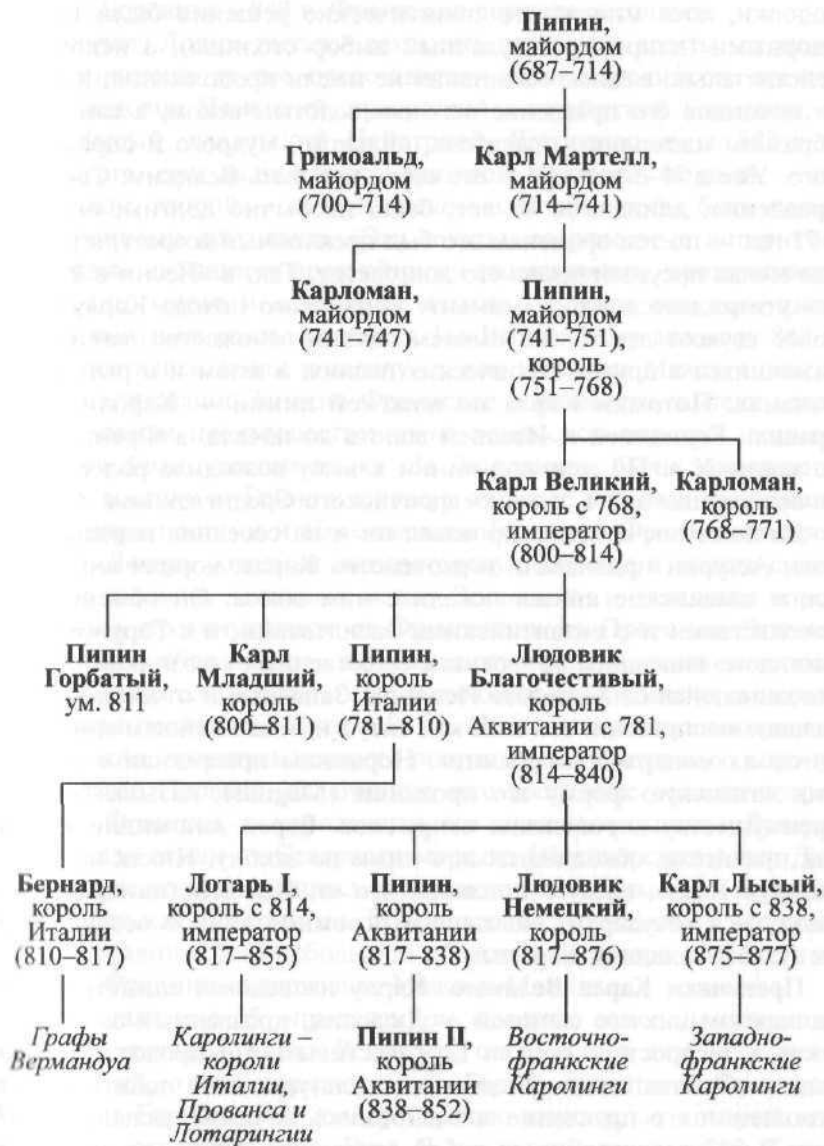 Пипин,
майордом
(687–714)
Гримоальд,
майордом
(700–714)
Карл Мартелл,
майордом
(714–741)
Карломан,
майордом
(741–747)
Пипин,
майордом
(741–751),
король
(751–768)
Карл Великий,
король с 768,
император
(800–814)
Карломан,
король
(768–771)
Пипин
Горбатый,
ум. 811
Карл
Младший,
король
(800–811)
Пипин,
король
Италии
(781–810)
Людовик
Благочестивый,
король
Аквитании с 781,
император
(814–840)
Бернард,
король
Италии
(810–817)
Лотарь I,
король с 814,
император
(817–855)
Пипин,
король
Аквитании
(817–838)
Людовик
Немецкий,
король
(817–876)
Карл Лысый,
король с 838,
император
(875–877)
Графы
Вермандуа
Каролинги –
короли
Италии,
Прованса и
Лотарингии
Пипин II,
король
Аквитании
(838–852)
Восточно-
франкские
Каролинги
Западно-
франкские
Каролинги